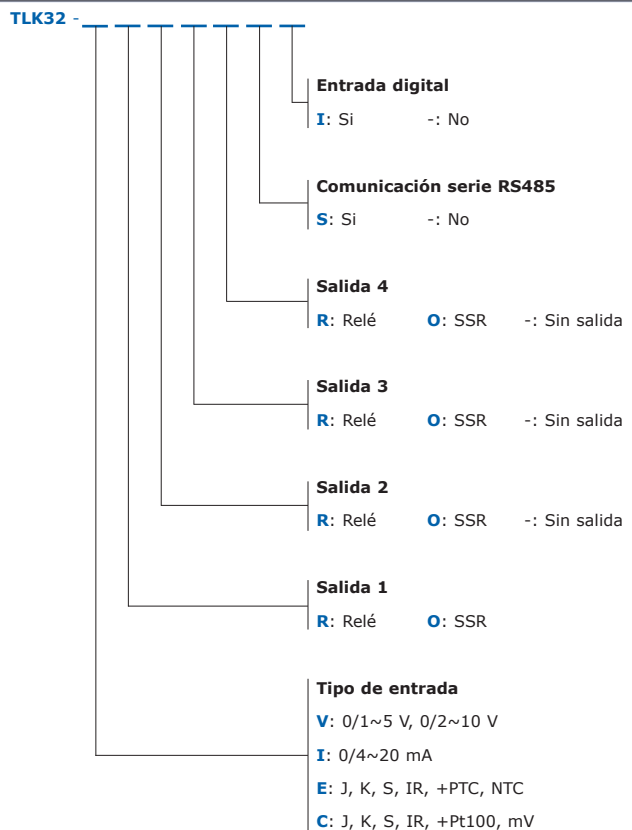 TLK32 -
Entrada digital
I: Si -: No
Comunicación serie RS485
S: Si -: No
Salida 4
R: Relé O: SSR -: Sin salida
Salida 3
R: Relé O: SSR -: Sin salida
Salida 2
R: Relé O: SSR -: Sin salida
Salida 1
R: Relé O: SSR
Tipo de entrada
V: 0/1~5 V, 0/2~10 V
I: 0/4~20 mA
E: J, K, S, IR, +PTC, NTC
C: J, K, S, IR, +Pt100, mV